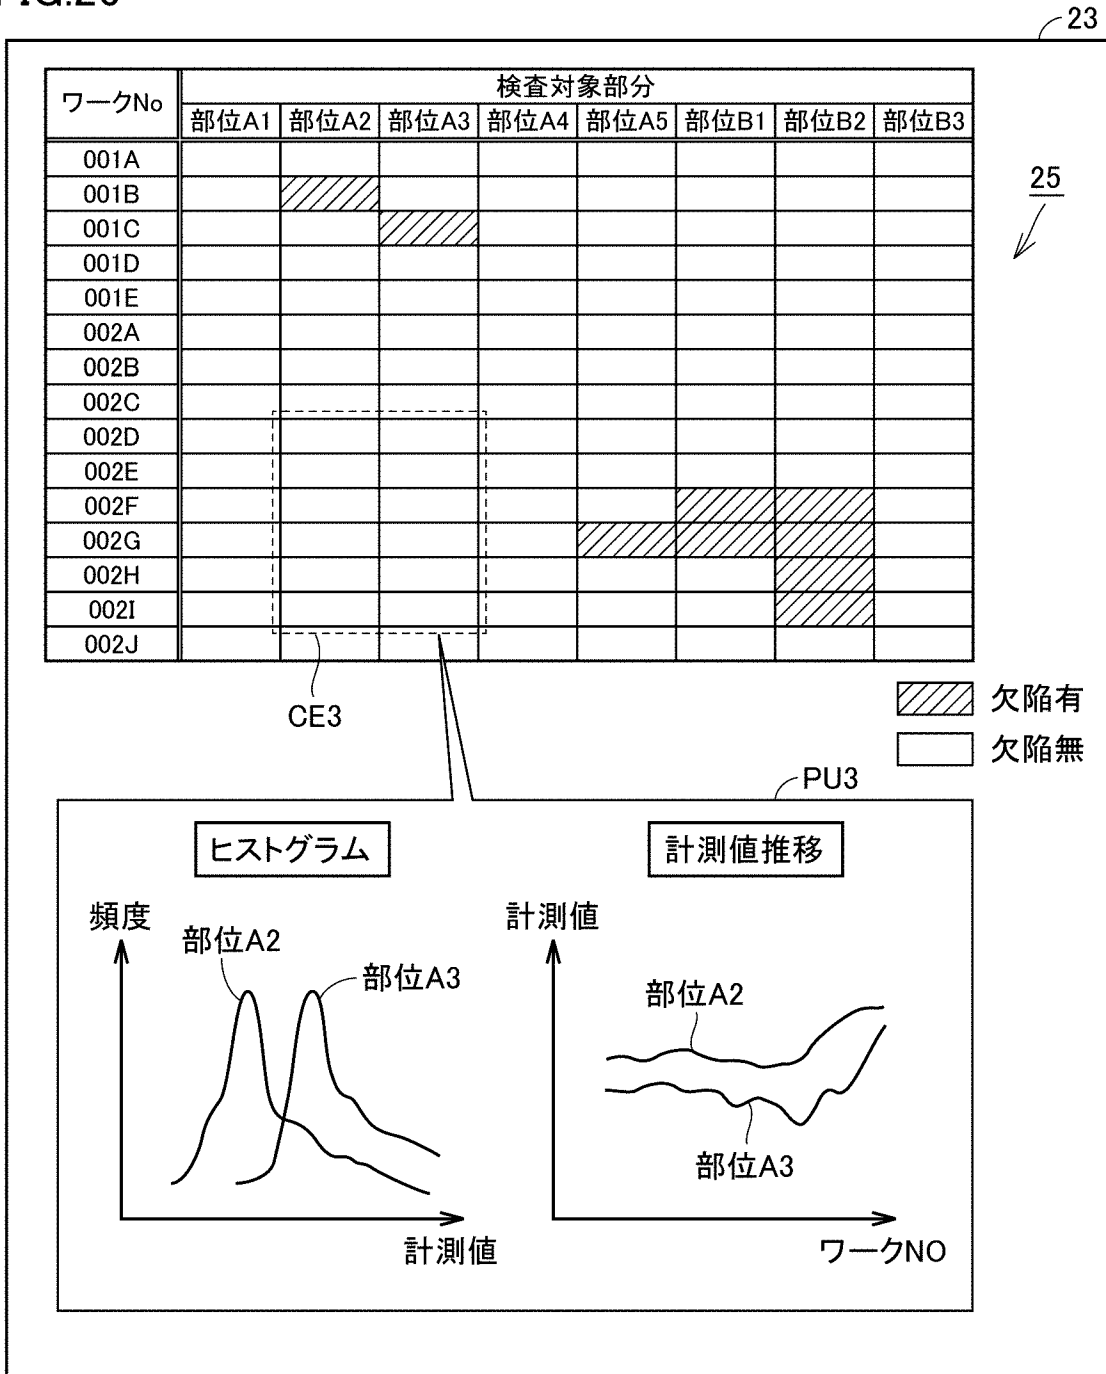 23
ワークNo 検査対象部分
部位A1 部位A2 部位A3 部位A4 部位A5 部位B1 部位B2 部位B3
001A
001B
001C
001D
001E
002A
002B
002C
002D
002E
002F
002G
002H
002I
002J
25
CE3
欠陥有
欠陥無
PU3
ヒストグラム
計測値推移
頻度
部位A2
部位A3
計測値
計測値
部位A2
部位A3
ワークNO